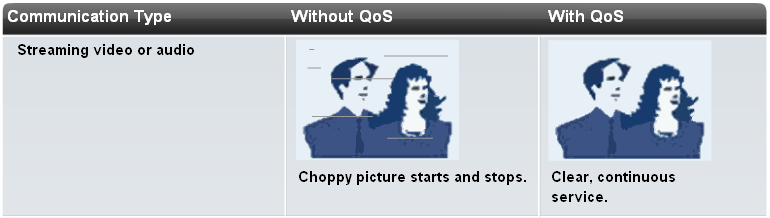 Communication Type
Without QoS
With QoS
Streaming video or audio
Choppy picture starts and stops.
Clear, continuous
service.